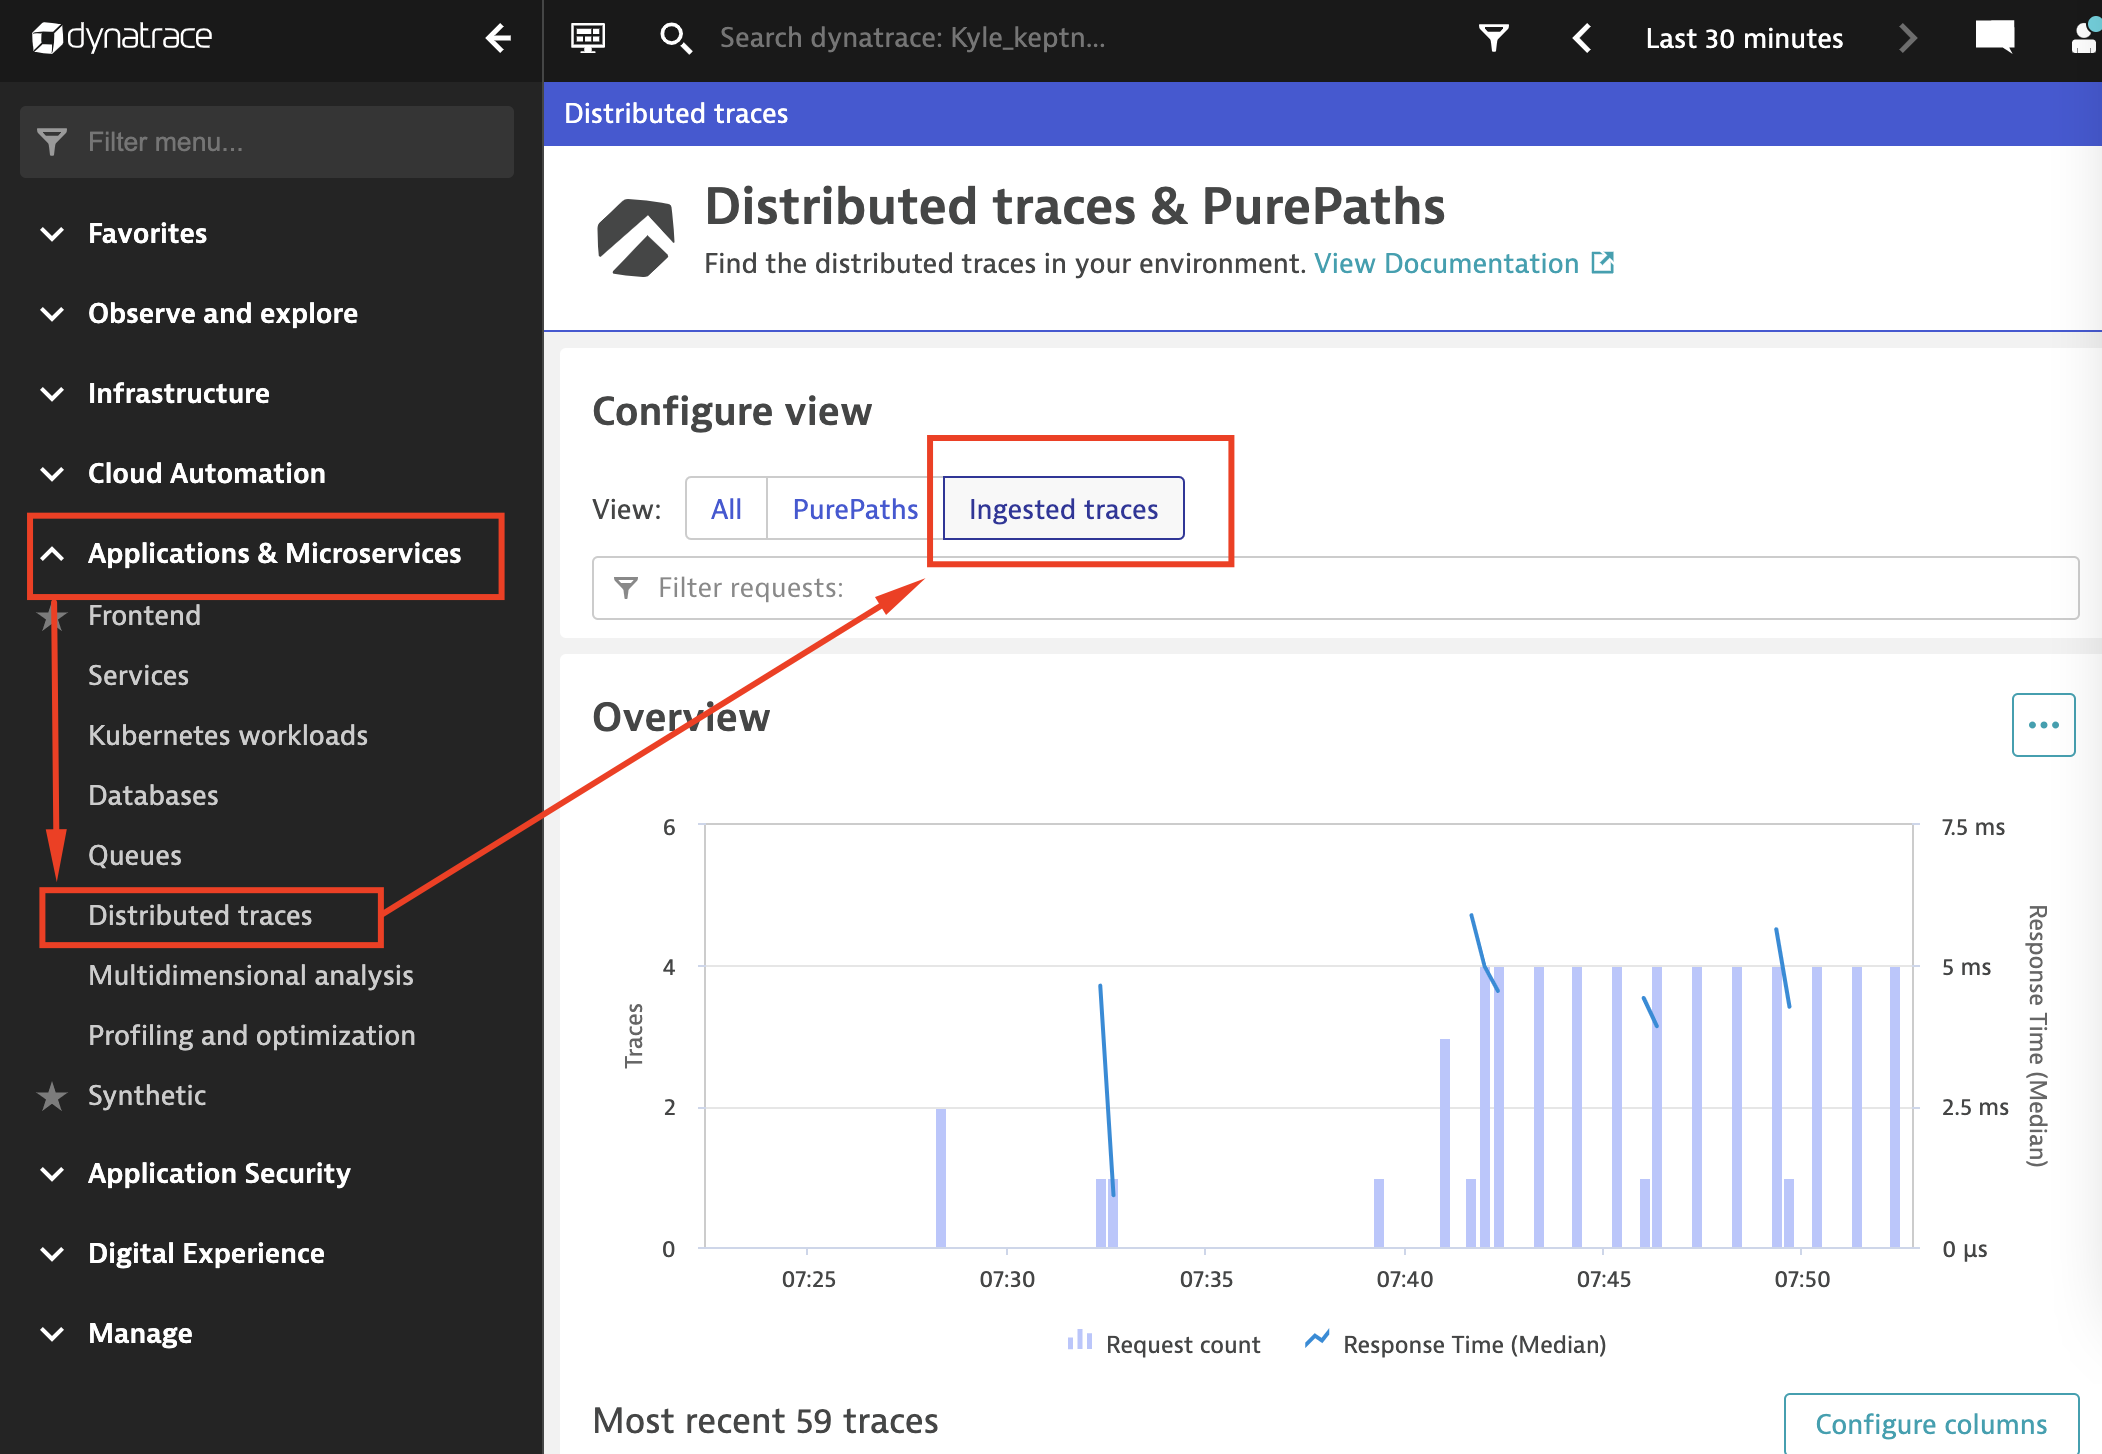 dynatrace
Search dynatrace: Kyle_keptn...
Last 30 minutes
Filter menu...
Favorites
Observe and explore
Infrastructure
Cloud Automation
Applications & Microservices
Frontend
Services
Kubernetes workloads
Databases
Queues
Distributed traces
Multidimensional analysis
Profiling and optimization
Synthetic
Application Security
Digital Experience
Manage
Distributed traces
Distributed traces & PurePaths
Find the distributed traces in your environment. View Documentation
Configure view
View: All PurePaths Ingested traces
Filter requests:
Overview
6 7.5 ms
4 5 ms
2 2.5 ms
0 0 µs
Traces
Response Time (Median)
07:25 07:30 07:35 07:40 07:45 07:50
Request count Response Time (Median)
Most recent 59 traces
Configure columns